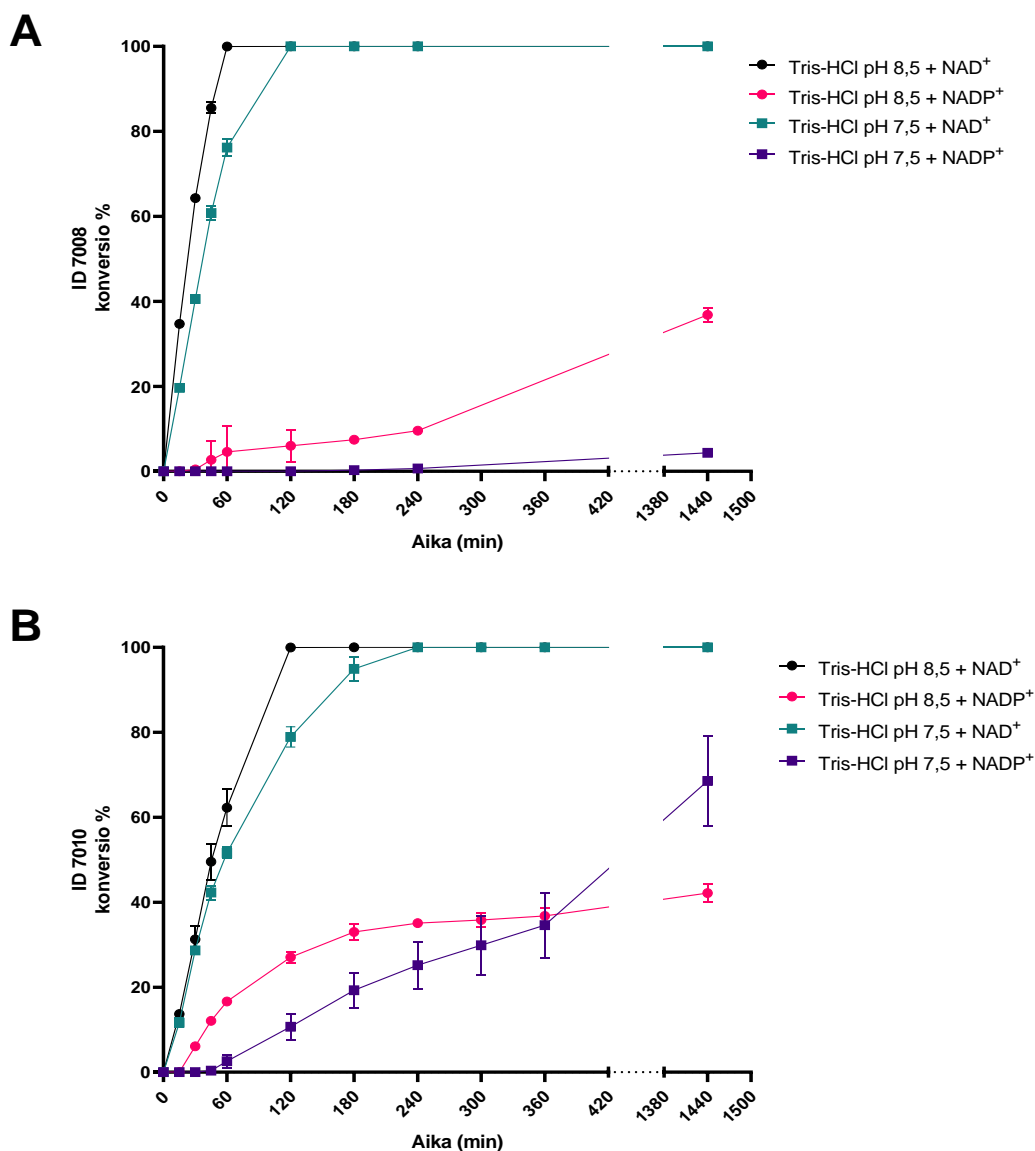 A
100
80
60
40
20
0
ID 7008
konversio %
0
60
120
180
240
300
360
420
1380
1440
1500
Aika (min)
Tris-HCl pH 8,5 + NAD⁺
Tris-HCl pH 8,5 + NADP⁺
Tris-HCl pH 7,5 + NAD⁺
Tris-HCl pH 7,5 + NADP⁺
B
100
80
60
40
20
0
ID 7010
konversio %
0
60
120
180
240
300
360
420
1380
1440
1500
Aika (min)
Tris-HCl pH 8,5 + NAD⁺
Tris-HCl pH 8,5 + NADP⁺
Tris-HCl pH 7,5 + NAD⁺
Tris-HCl pH 7,5 + NADP⁺